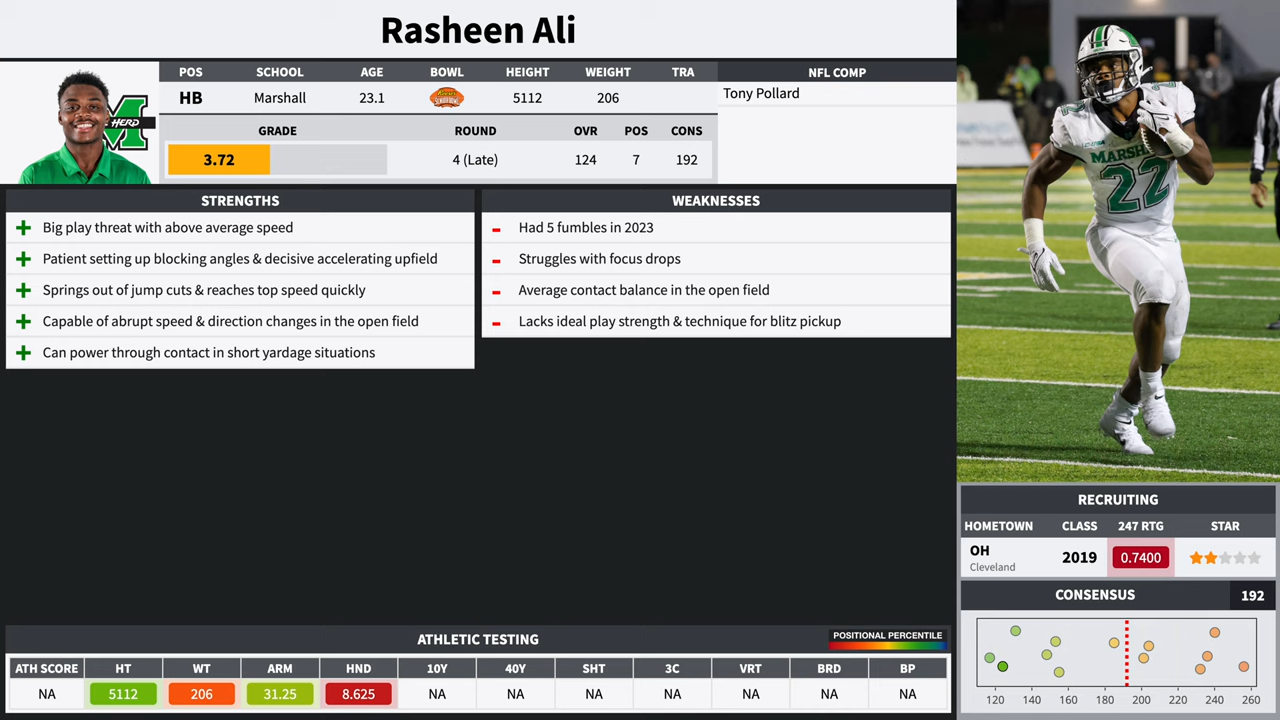 Rasheen Ali
POS SCHOOL AGE BOWL HEIGHT WEIGHT TRA
HB Marshall 23.1 SENIOR BOWL 5112 206
GRADE ROUND OVR POS CONS
3.72 4 (Late) 124 7 192
NFL COMP
Tony Pollard
HERD
STRENGTHS
+ Big play threat with above average speed
+ Patient setting up blocking angles & decisive accelerating upfield
+ Springs out of jump cuts & reaches top speed quickly
+ Capable of abrupt speed & direction changes in the open field
+ Can power through contact in short yardage situations
WEAKNESSES
- Had 5 fumbles in 2023
- Struggles with focus drops
- Average contact balance in the open field
- Lacks ideal play strength & technique for blitz pickup
22
MARSH
22
RECRUITING
HOMETOWN CLASS 247 RTG STAR
OH 2019 0.7400
Cleveland
CONSENSUS 192
120 140 160 180 200 220 240 260
ATHLETIC TESTING
POSITIONAL PERCENTILE
ATH SCORE HT WT ARM HND 10Y 40Y SHT 3C VRT BRD BP
NA 5112 206 31.25 8.625 NA NA NA NA NA NA NA